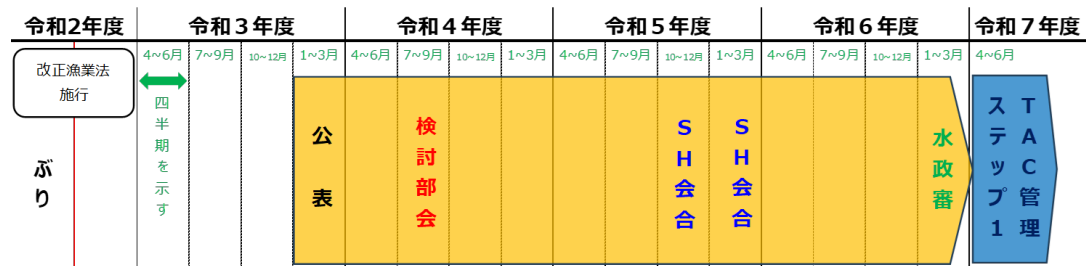 令和2年度 令和３年度 令和４年度 令和５年度 令和６年度 令和７年度
4~6月 7~9月 10~12月 1~3月 4~6月 7~9月 10~12月 1~3月 4~6月 7~9月 10~12月 1~3月 4~6月 7~9月 10~12月 1~3月 4~6月
改正漁業法
施行
四半期を示す
ぶり
公表
検討部会
ＳＨ会合
ＳＨ会合
水政審
ＴＡＣ管理
ステップ１